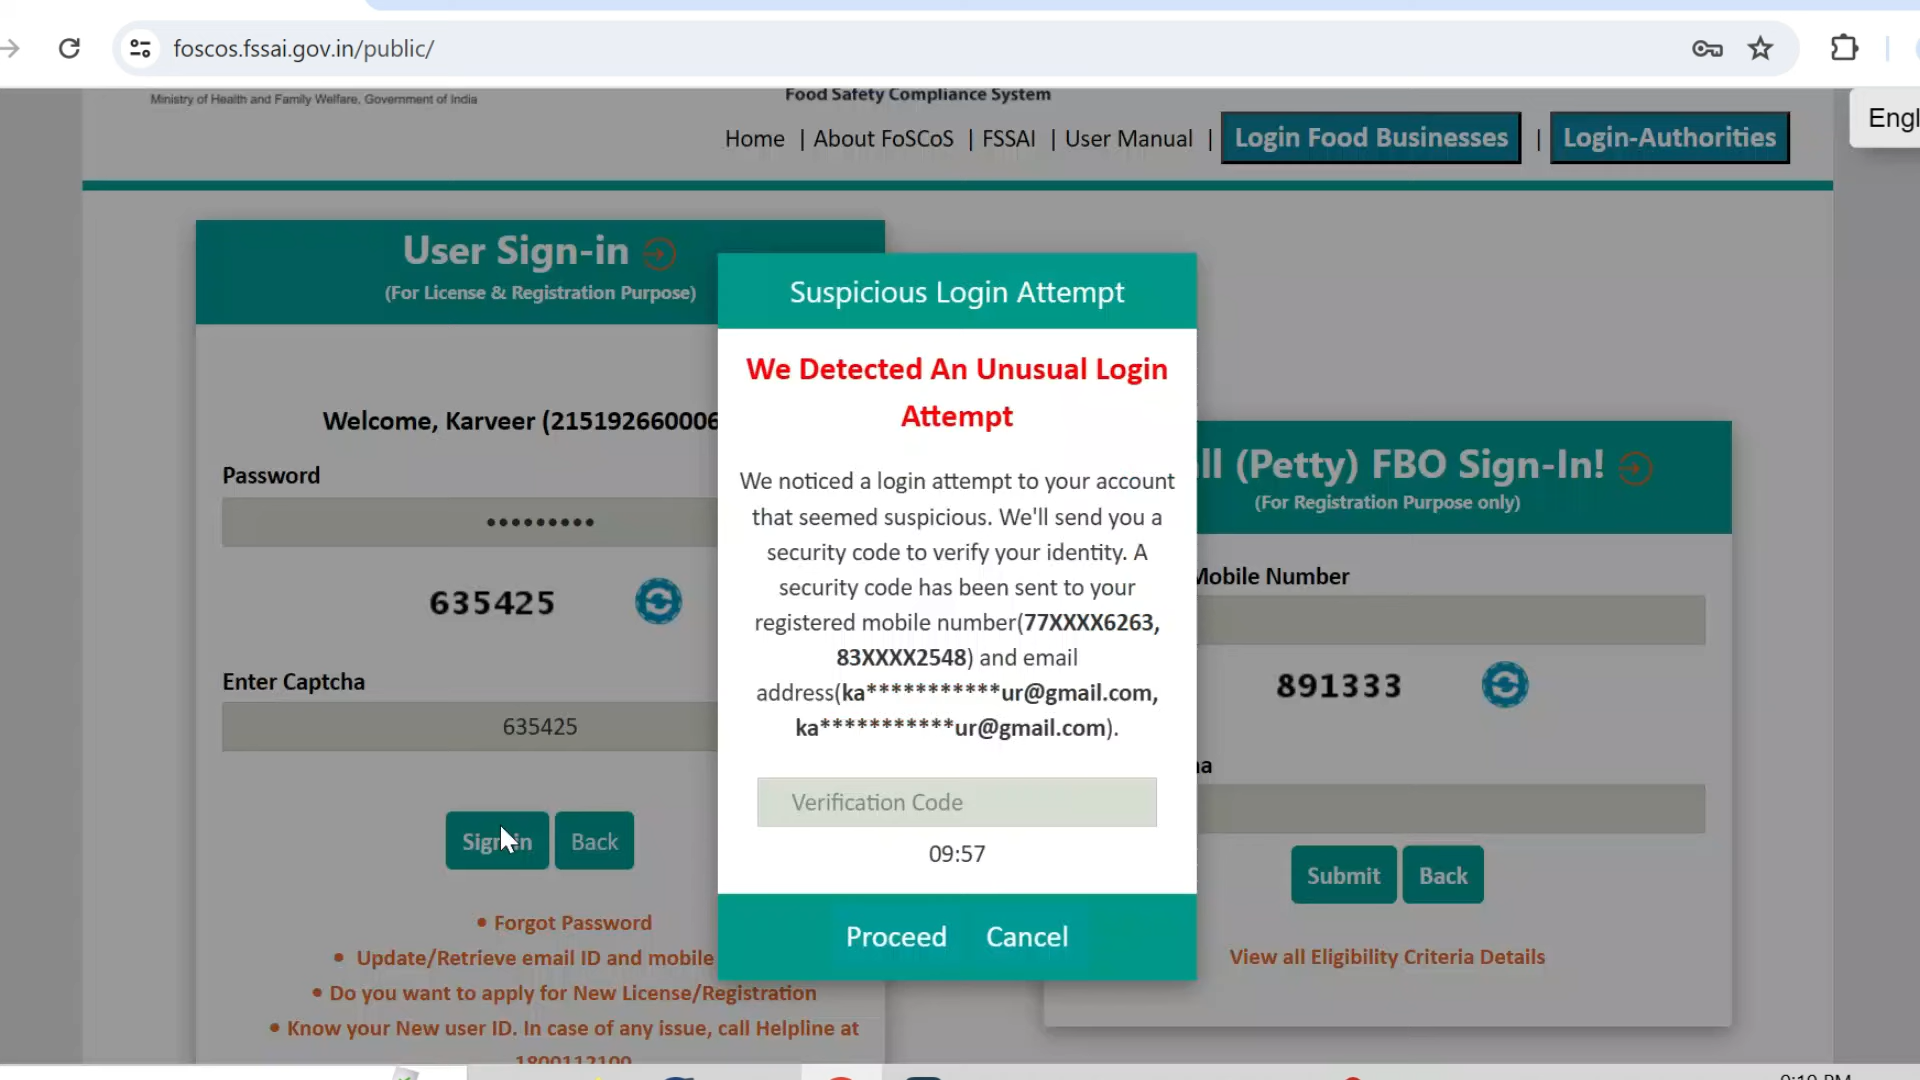 foscos.fssai.gov.in/public/
Ministry of Health and Family Welfare, Government of India
Food Safety Compliance System
Engl
Home | About FoSCoS | FSSAI | User Manual | Login Food Businesses | Login-Authorities
User Sign-in
(For License & Registration Purpose)
Welcome, Karveer (21519266000
Password
•••••••••
635425
Enter Captcha
635425
Sign in Back
• Forgot Password
• Update/Retrieve email ID and mobile
• Do you want to apply for New License/Registration
• Know your New user ID. In case of any issue, call Helpline at
1800112100
Suspicious Login Attempt
We Detected An Unusual Login
Attempt
We noticed a login attempt to your account
that seemed suspicious. We'll send you a
security code to verify your identity. A
security code has been sent to your
registered mobile number(77XXXX6263,
83XXXX2548) and email
address(ka***********ur@gmail.com,
ka***********ur@gmail.com).
Verification Code
09:57
Proceed Cancel
ll (Petty) FBO Sign-In!
(For Registration Purpose only)
Mobile Number
891333
ha
Submit Back
View all Eligibility Criteria Details